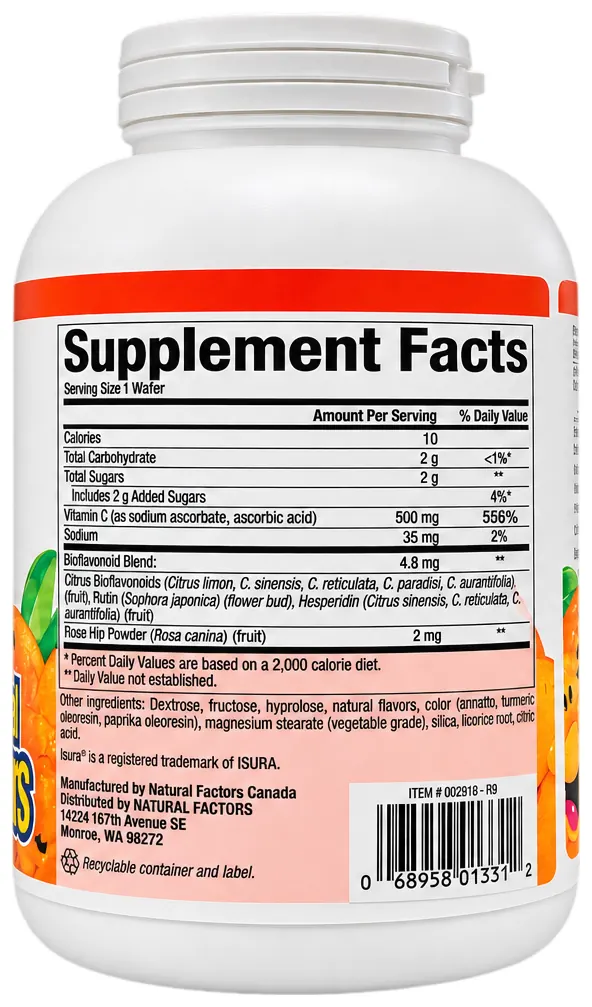 Supplement Facts
Serving Size 1 Wafer
Amount Per Serving % Daily Value
Calories 10
Total Carbohydrate 2 g <1%*
Total Sugars 2 g **
Includes 2 g Added Sugars 4%*
Vitamin C (as sodium ascorbate, ascorbic acid) 500 mg 556%
Sodium 35 mg 2%
Bioflavonoid Blend: 4.8 mg **
Citrus Bioflavonoids (Citrus limon, C. sinensis, C. reticulata, C. paradisi, C. aurantifolia)
(fruit), Rutin (Sophora japonica) (flower bud), Hesperidin (Citrus sinensis, C. reticulata, C.
aurantifolia) (fruit)
Rose Hip Powder (Rosa canina) (fruit) 2 mg **
* Percent Daily Values are based on a 2,000 calorie diet.
** Daily Value not established.
Other ingredients: Dextrose, fructose, hyprolose, natural flavors, color (annatto, turmeric
oleoresin, paprika oleoresin), magnesium stearate (vegetable grade), silica, licorice root, citric
acid.
Isura® is a registered trademark of ISURA.
Manufactured by Natural Factors Canada
Distributed by NATURAL FACTORS
14224 167th Avenue SE
Monroe, WA 98272
Recyclable container and label.
ITEM # 002918 - R9
0 68958 01331 2